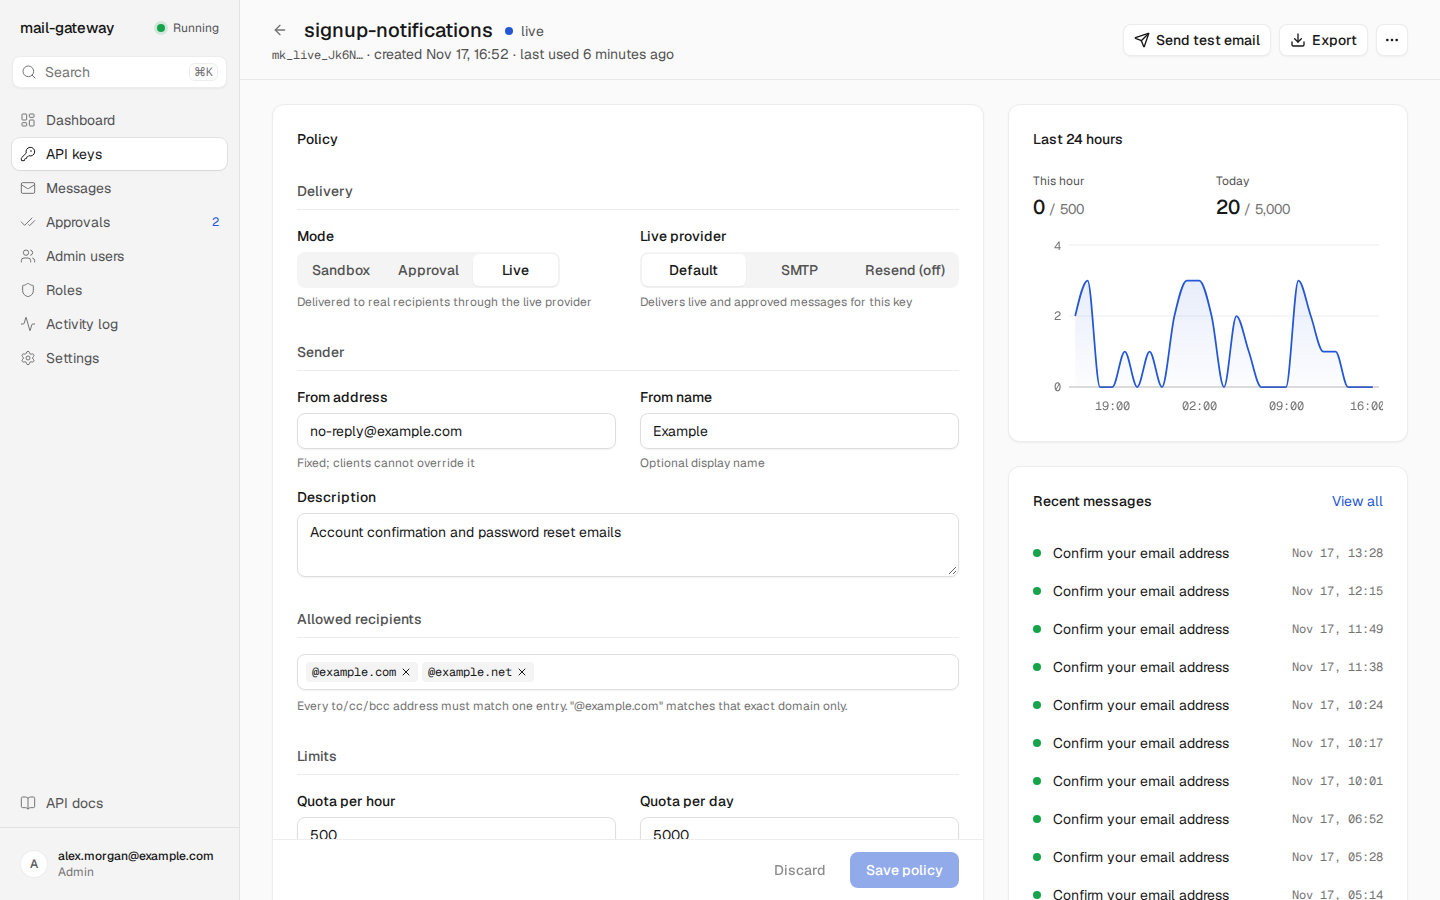 mail-gateway
Running
Search
⌘K
Dashboard
API keys
Messages
Approvals
2
Admin users
Roles
Activity log
Settings
API docs
A
alex.morgan@example.com
Admin
signup-notifications
live
mk_live_Jk6N… · created Nov 17, 16:52 · last used 6 minutes ago
Send test email
Export
Policy
Delivery
Mode
Sandbox
Approval
Live
Delivered to real recipients through the live provider
Live provider
Default
SMTP
Resend (off)
Delivers live and approved messages for this key
Sender
From address
no-reply@example.com
Fixed; clients cannot override it
From name
Example
Optional display name
Description
Account confirmation and password reset emails
Allowed recipients
@example.com
@example.net
Every to/cc/bcc address must match one entry. "@example.com" matches that exact domain only.
Limits
Quota per hour
500
Quota per day
5000
Discard
Save policy
Last 24 hours
This hour
0 / 500
Today
20 / 5,000
4
2
0
19:00
02:00
09:00
16:00
Recent messages
View all
Confirm your email address
Nov 17, 13:28
Confirm your email address
Nov 17, 12:15
Confirm your email address
Nov 17, 11:49
Confirm your email address
Nov 17, 11:38
Confirm your email address
Nov 17, 10:24
Confirm your email address
Nov 17, 10:17
Confirm your email address
Nov 17, 10:01
Confirm your email address
Nov 17, 06:52
Confirm your email address
Nov 17, 05:28
Confirm your email address
Nov 17, 05:14